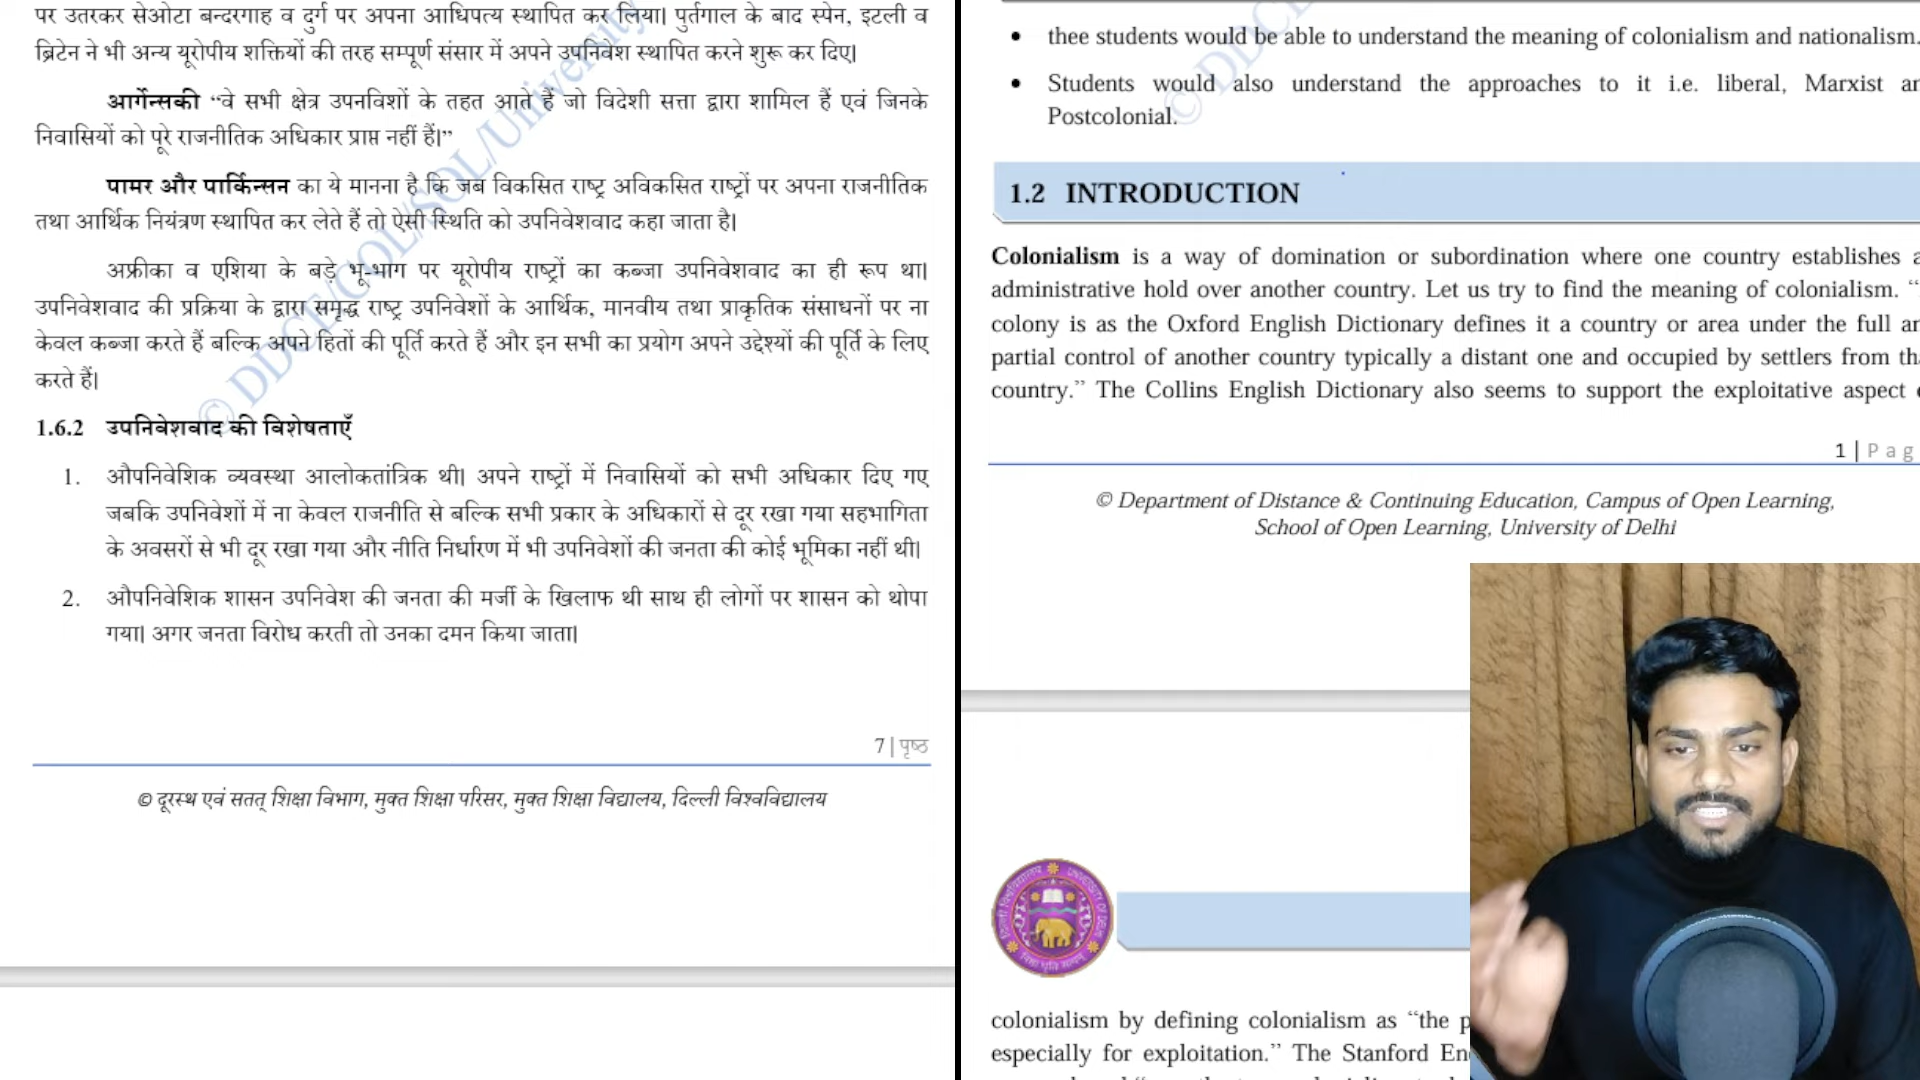 पर उतरकर सेओटा बन्दरगाह व दुर्ग पर अपना आधिपत्य स्थापित कर लिया। पुर्तगाल के बाद स्पेन, इटली व
ब्रिटेन ने भी अन्य यूरोपीय शक्तियों की तरह सम्पूर्ण संसार में अपने उपनिवेश स्थापित करने शुरू कर दिए।
आर्गेन्सकी “वे सभी क्षेत्र उपनविशों के तहत आते हैं जो विदेशी सत्ता द्वारा शामिल हैं एवं जिनके
निवासियों को पूरे राजनीतिक अधिकार प्राप्त नहीं हैं।”
पामर और पार्किन्सन का ये मानना है कि जब विकसित राष्ट्र अविकसित राष्ट्रों पर अपना राजनीतिक
तथा आर्थिक नियंत्रण स्थापित कर लेते हैं तो ऐसी स्थिति को उपनिवेशवाद कहा जाता है।
अफ्रीका व एशिया के बड़े भू-भाग पर यूरोपीय राष्ट्रों का कब्जा उपनिवेशवाद का ही रूप था।
उपनिवेशवाद की प्रक्रिया के द्वारा समृद्ध राष्ट्र उपनिवेशों के आर्थिक, मानवीय तथा प्राकृतिक संसाधनों पर ना
केवल कब्जा करते हैं बल्कि अपने हितों की पूर्ति करते हैं और इन सभी का प्रयोग अपने उद्देश्यों की पूर्ति के लिए
करते हैं।
1.6.2 उपनिवेशवाद की विशेषताएँ
1. औपनिवेशिक व्यवस्था आलोकतांत्रिक थी। अपने राष्ट्रों में निवासियों को सभी अधिकार दिए गए
जबकि उपनिवेशों में ना केवल राजनीति से बल्कि सभी प्रकार के अधिकारों से दूर रखा गया सहभागिता
के अवसरों से भी दूर रखा गया और नीति निर्धारण में भी उपनिवेशों की जनता की कोई भूमिका नहीं थी।
2. औपनिवेशिक शासन उपनिवेश की जनता की मर्जी के खिलाफ थी साथ ही लोगों पर शासन को थोपा
गया। अगर जनता विरोध करती तो उनका दमन किया जाता।
7 | पृष्ठ
© दूरस्थ एवं सतत् शिक्षा विभाग, मुक्त शिक्षा परिसर, मुक्त शिक्षा विद्यालय, दिल्ली विश्वविद्यालय
© DDCE/COL/SOL/University
• thee students would be able to understand the meaning of colonialism and nationalism.
• Students would also understand the approaches to it i.e. liberal, Marxist
Postcolonial.
© DDC
1.2 INTRODUCTION
Colonialism is a way of domination or subordination where one country establishes
administrative hold over another country. Let us try to find the meaning of colonialism. “
colony is as the Oxford English Dictionary defines it a country or area under the full
partial control of another country typically a distant one and occupied by settlers from
country.” The Collins English Dictionary also seems to support the exploitative aspect
1 | Pag
© Department of Distance & Continuing Education, Campus of Open Learning,
School of Open Learning, University of Delhi
colonialism by defining colonialism as “the
especially for exploitation.” The Stanford